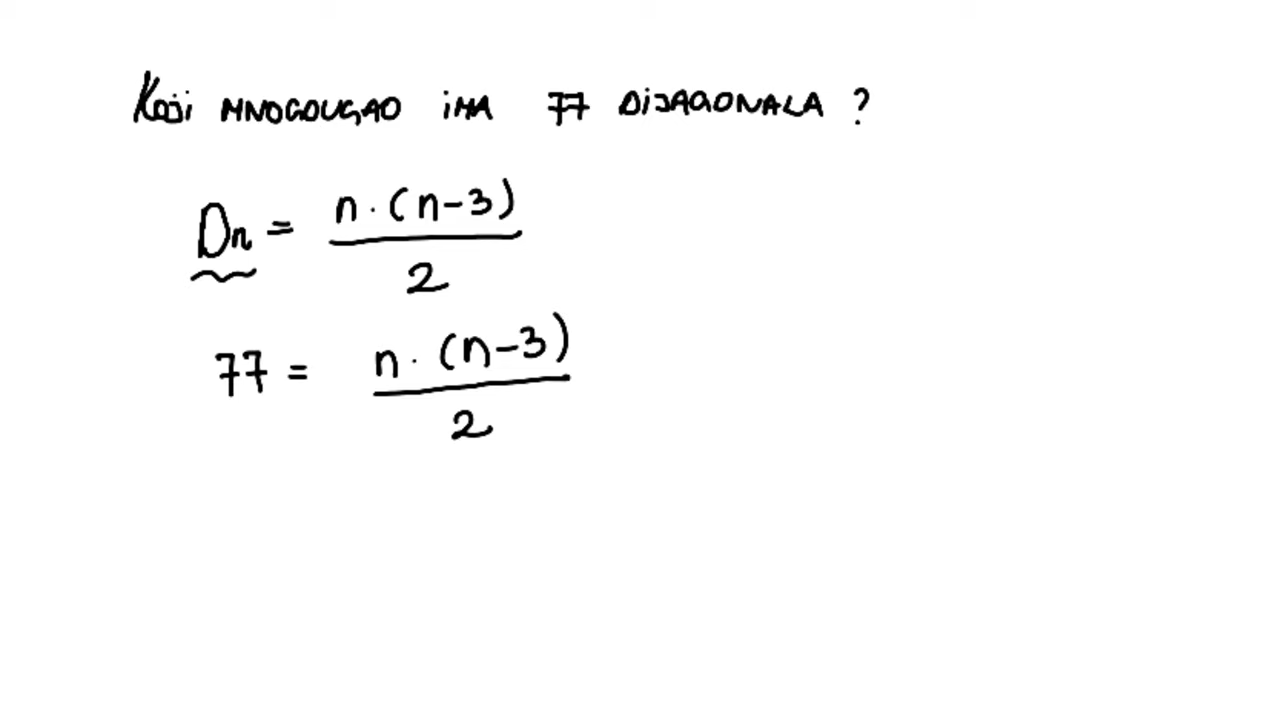 Koji MNOGOUGAO iMA 77 DiJAGONALA ?
Dn = n · (n-3) / 2
77 = n · (n-3) / 2